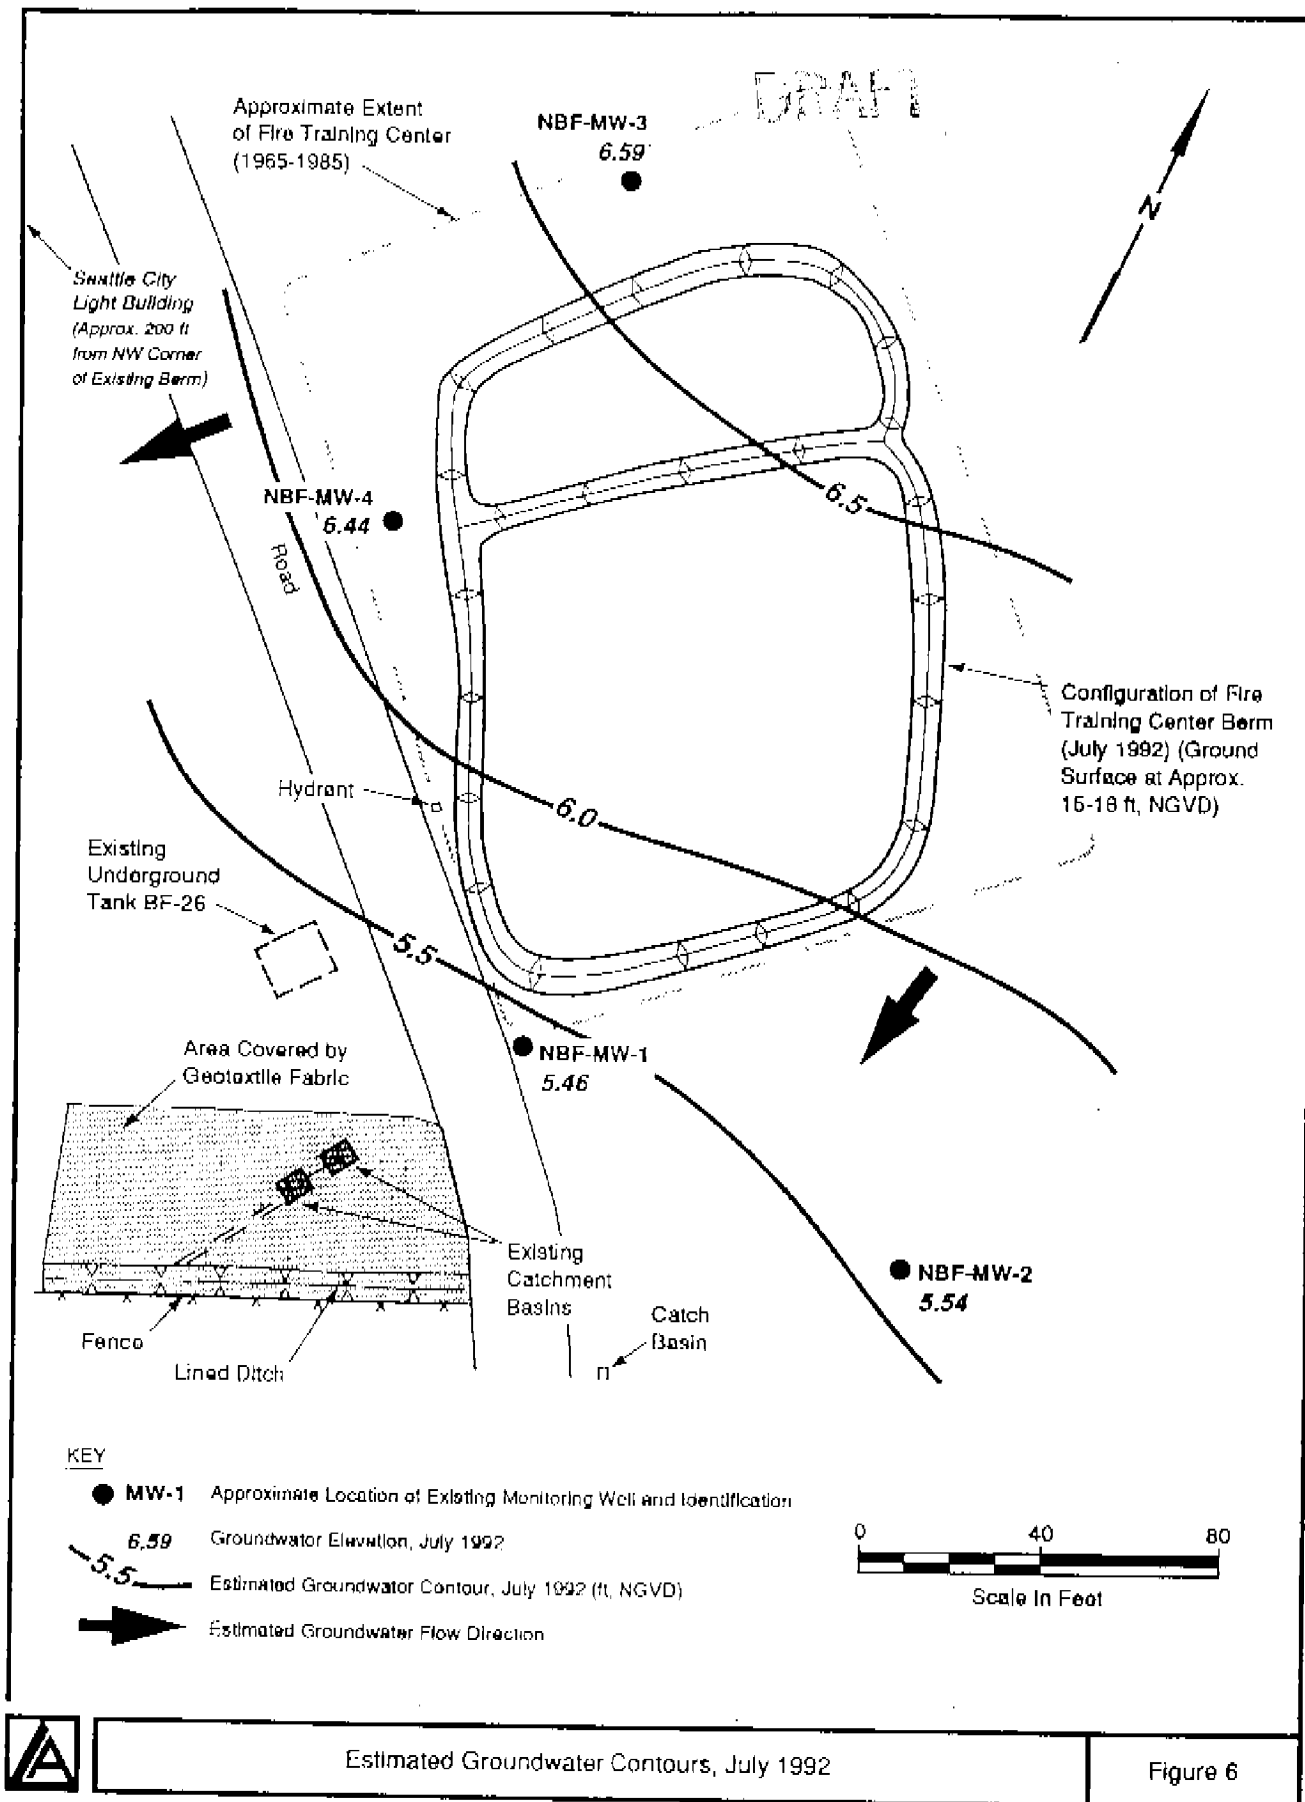 DRAFT
Approximate Extent
of Fire Training Center
(1965-1985)
NBF-MW-3
6.59
N
Seattle City
Light Building
(Approx. 200 ft
from NW Corner
of Existing Berm)
NBF-MW-4
6.44
Road
6.5
Configuration of Fire
Training Center Berm
(July 1992) (Ground
Surface at Approx.
15-18 ft, NGVD)
Hydrant
6.0
Existing
Underground
Tank BF-26
5.5
Area Covered by
Geotextile Fabric
NBF-MW-1
5.46
Existing
Catchment
Basins
NBF-MW-2
5.54
Fence
Lined Ditch
Catch
Basin
KEY
MW-1 Approximate Location of Existing Monitoring Well and Identification
6.59 Groundwater Elevation, July 1992
5.5 Estimated Groundwater Contour, July 1992 (ft, NGVD)
Estimated Groundwater Flow Direction
0 40 80
Scale in Feet
Estimated Groundwater Contours, July 1992
Figure 6